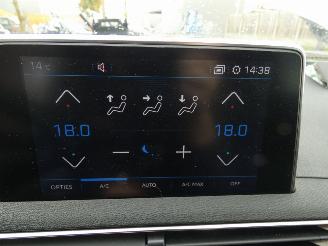 14°C
14:38
18.0
18.0
OPTIES
A/C
AUTO
A/C MAX
OFF